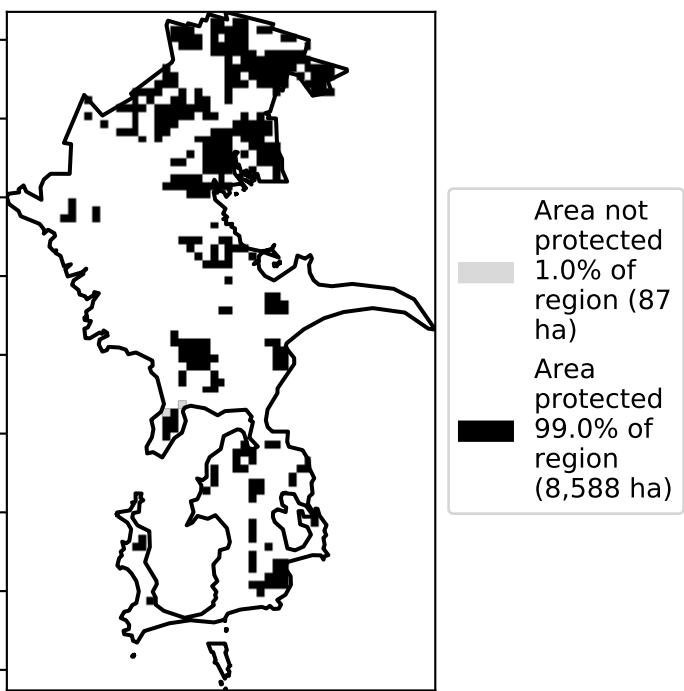 Area not
protected
1.0% of
region (87
ha)
Area
protected
99.0% of
region
(8,588 ha)